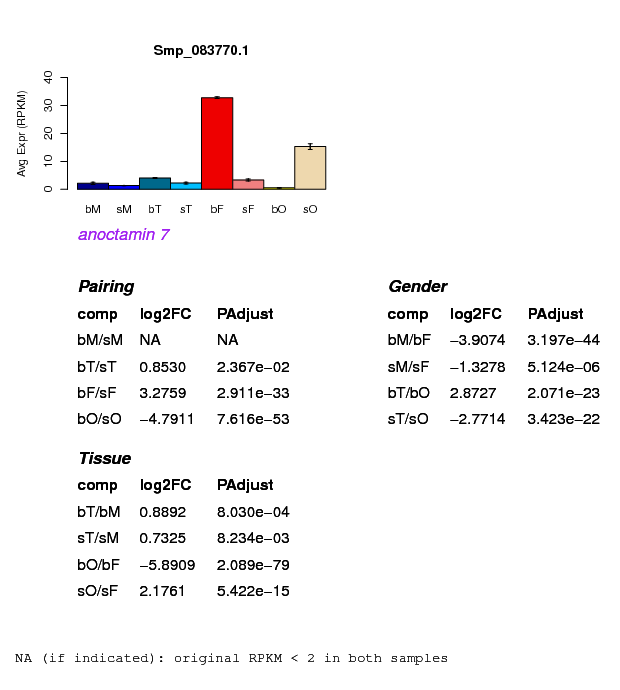 Smp_083770.1
Avg Expr (RPKM)
40
30
20
10
0
bM sM bT sT bF sF bO sO
anoctamin 7
Pairing
comp log2FC PAdjust
bM/sM NA NA
bT/sT 0.8530 2.367e−02
bF/sF 3.2759 2.911e−33
bO/sO −4.7911 7.616e−53
Gender
comp log2FC PAdjust
bM/bF −3.9074 3.197e−44
sM/sF −1.3278 5.124e−06
bT/bO 2.8727 2.071e−23
sT/sO −2.7714 3.423e−22
Tissue
comp log2FC PAdjust
bT/bM 0.8892 8.030e−04
sT/sM 0.7325 8.234e−03
bO/bF −5.8909 2.089e−79
sO/sF 2.1761 5.422e−15
NA (if indicated): original RPKM < 2 in both samples